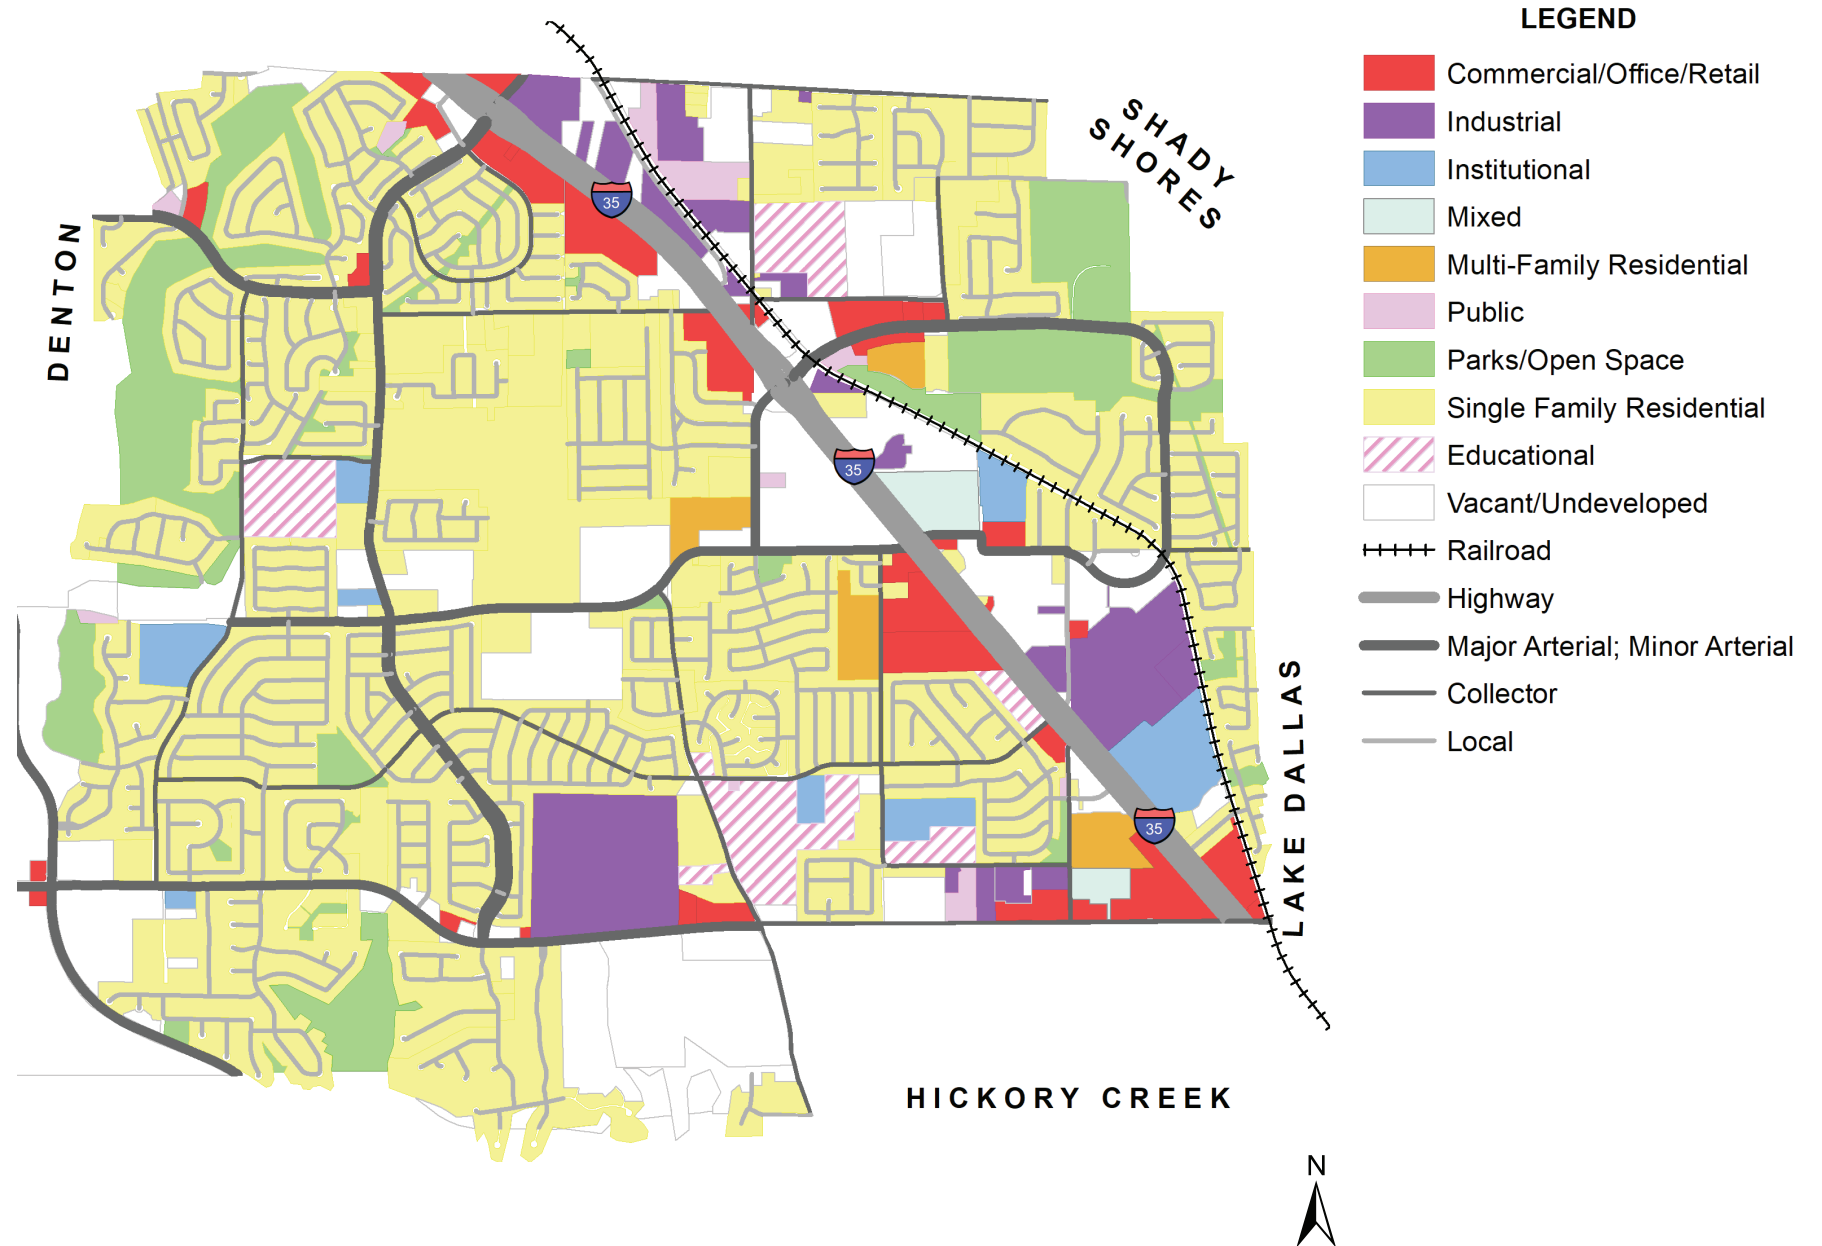 LEGEND
Commercial/Office/Retail
Industrial
Institutional
Mixed
Multi-Family Residential
Public
Parks/Open Space
Single Family Residential
Educational
Vacant/Undeveloped
Railroad
Highway
Major Arterial; Minor Arterial
Collector
Local
SHADY
SHORES
DENTON
35
35
35
LAKE DALLAS
HICKORY CREEK
N